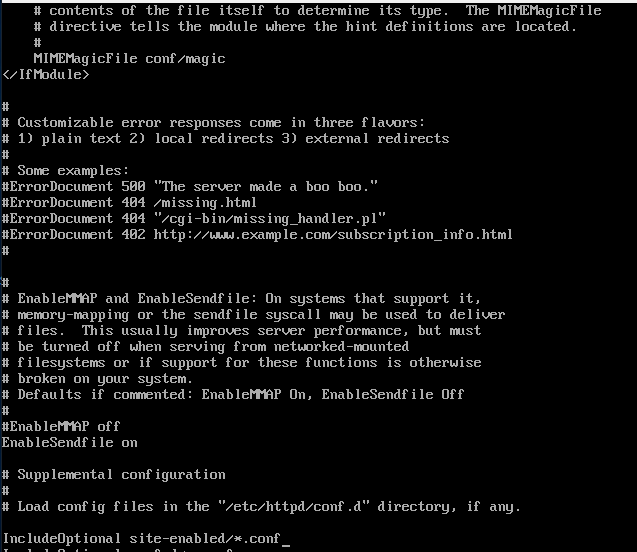 # contents of the file itself to determine its type.  The MIMEMagicFile
# directive tells the module where the hint definitions are located.
#
MIMEMagicFile conf/magic
</IfModule>
#
# Customizable error responses come in three flavors:
# 1) plain text 2) local redirects 3) external redirects
#
# Some examples:
#ErrorDocument 500 "The server made a boo boo."
#ErrorDocument 404 /missing.html
#ErrorDocument 404 "/cgi-bin/missing_handler.pl"
#ErrorDocument 402 http://www.example.com/subscription_info.html
#
#
# EnableMMAP and EnableSendfile: On systems that support it,
# memory-mapping or the sendfile syscall may be used to deliver
# files.  This usually improves server performance, but must
# be turned off when serving from networked-mounted
# filesystems or if support for these functions is otherwise
# broken on your system.
# Defaults if commented: EnableMMAP On, EnableSendfile Off
#
#EnableMMAP off
EnableSendfile on
# Supplemental configuration
#
# Load config files in the "/etc/httpd/conf.d" directory, if any.
IncludeOptional site-enabled/*.conf_